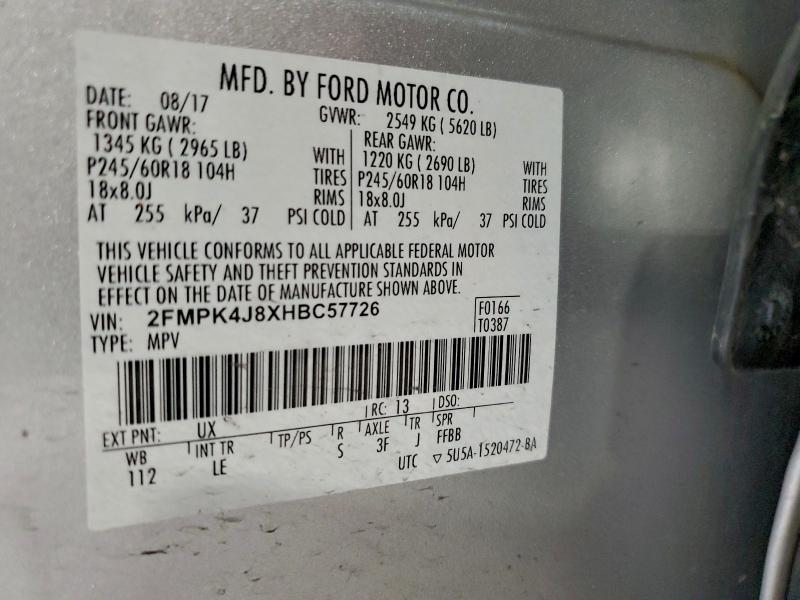 MFD. BY FORD MOTOR CO.
DATE: 08/17
GVWR: 2549 KG ( 5620 LB)
FRONT GAWR:
1345 KG ( 2965 LB) WITH
P245/60R18 104H TIRES
18x8.0J RIMS
AT 255 kPa/ 37 PSI COLD
REAR GAWR:
1220 KG ( 2690 LB) WITH
P245/60R18 104H TIRES
18x8.0J RIMS
AT 255 kPa/ 37 PSI COLD
THIS VEHICLE CONFORMS TO ALL APPLICABLE FEDERAL MOTOR
VEHICLE SAFETY AND THEFT PREVENTION STANDARDS IN
EFFECT ON THE DATE OF MANUFACTURE SHOWN ABOVE.
VIN: 2FMPK4J8XHBC57726
F0166
TYPE: MPV
T0387
RC: 13 DSO:
EXT PNT: UX
WB INT TR TP/PS R AXLE TR SPR
112 LE S 3F J FFBB
UTC ▽ 5U5A-1520472-BA